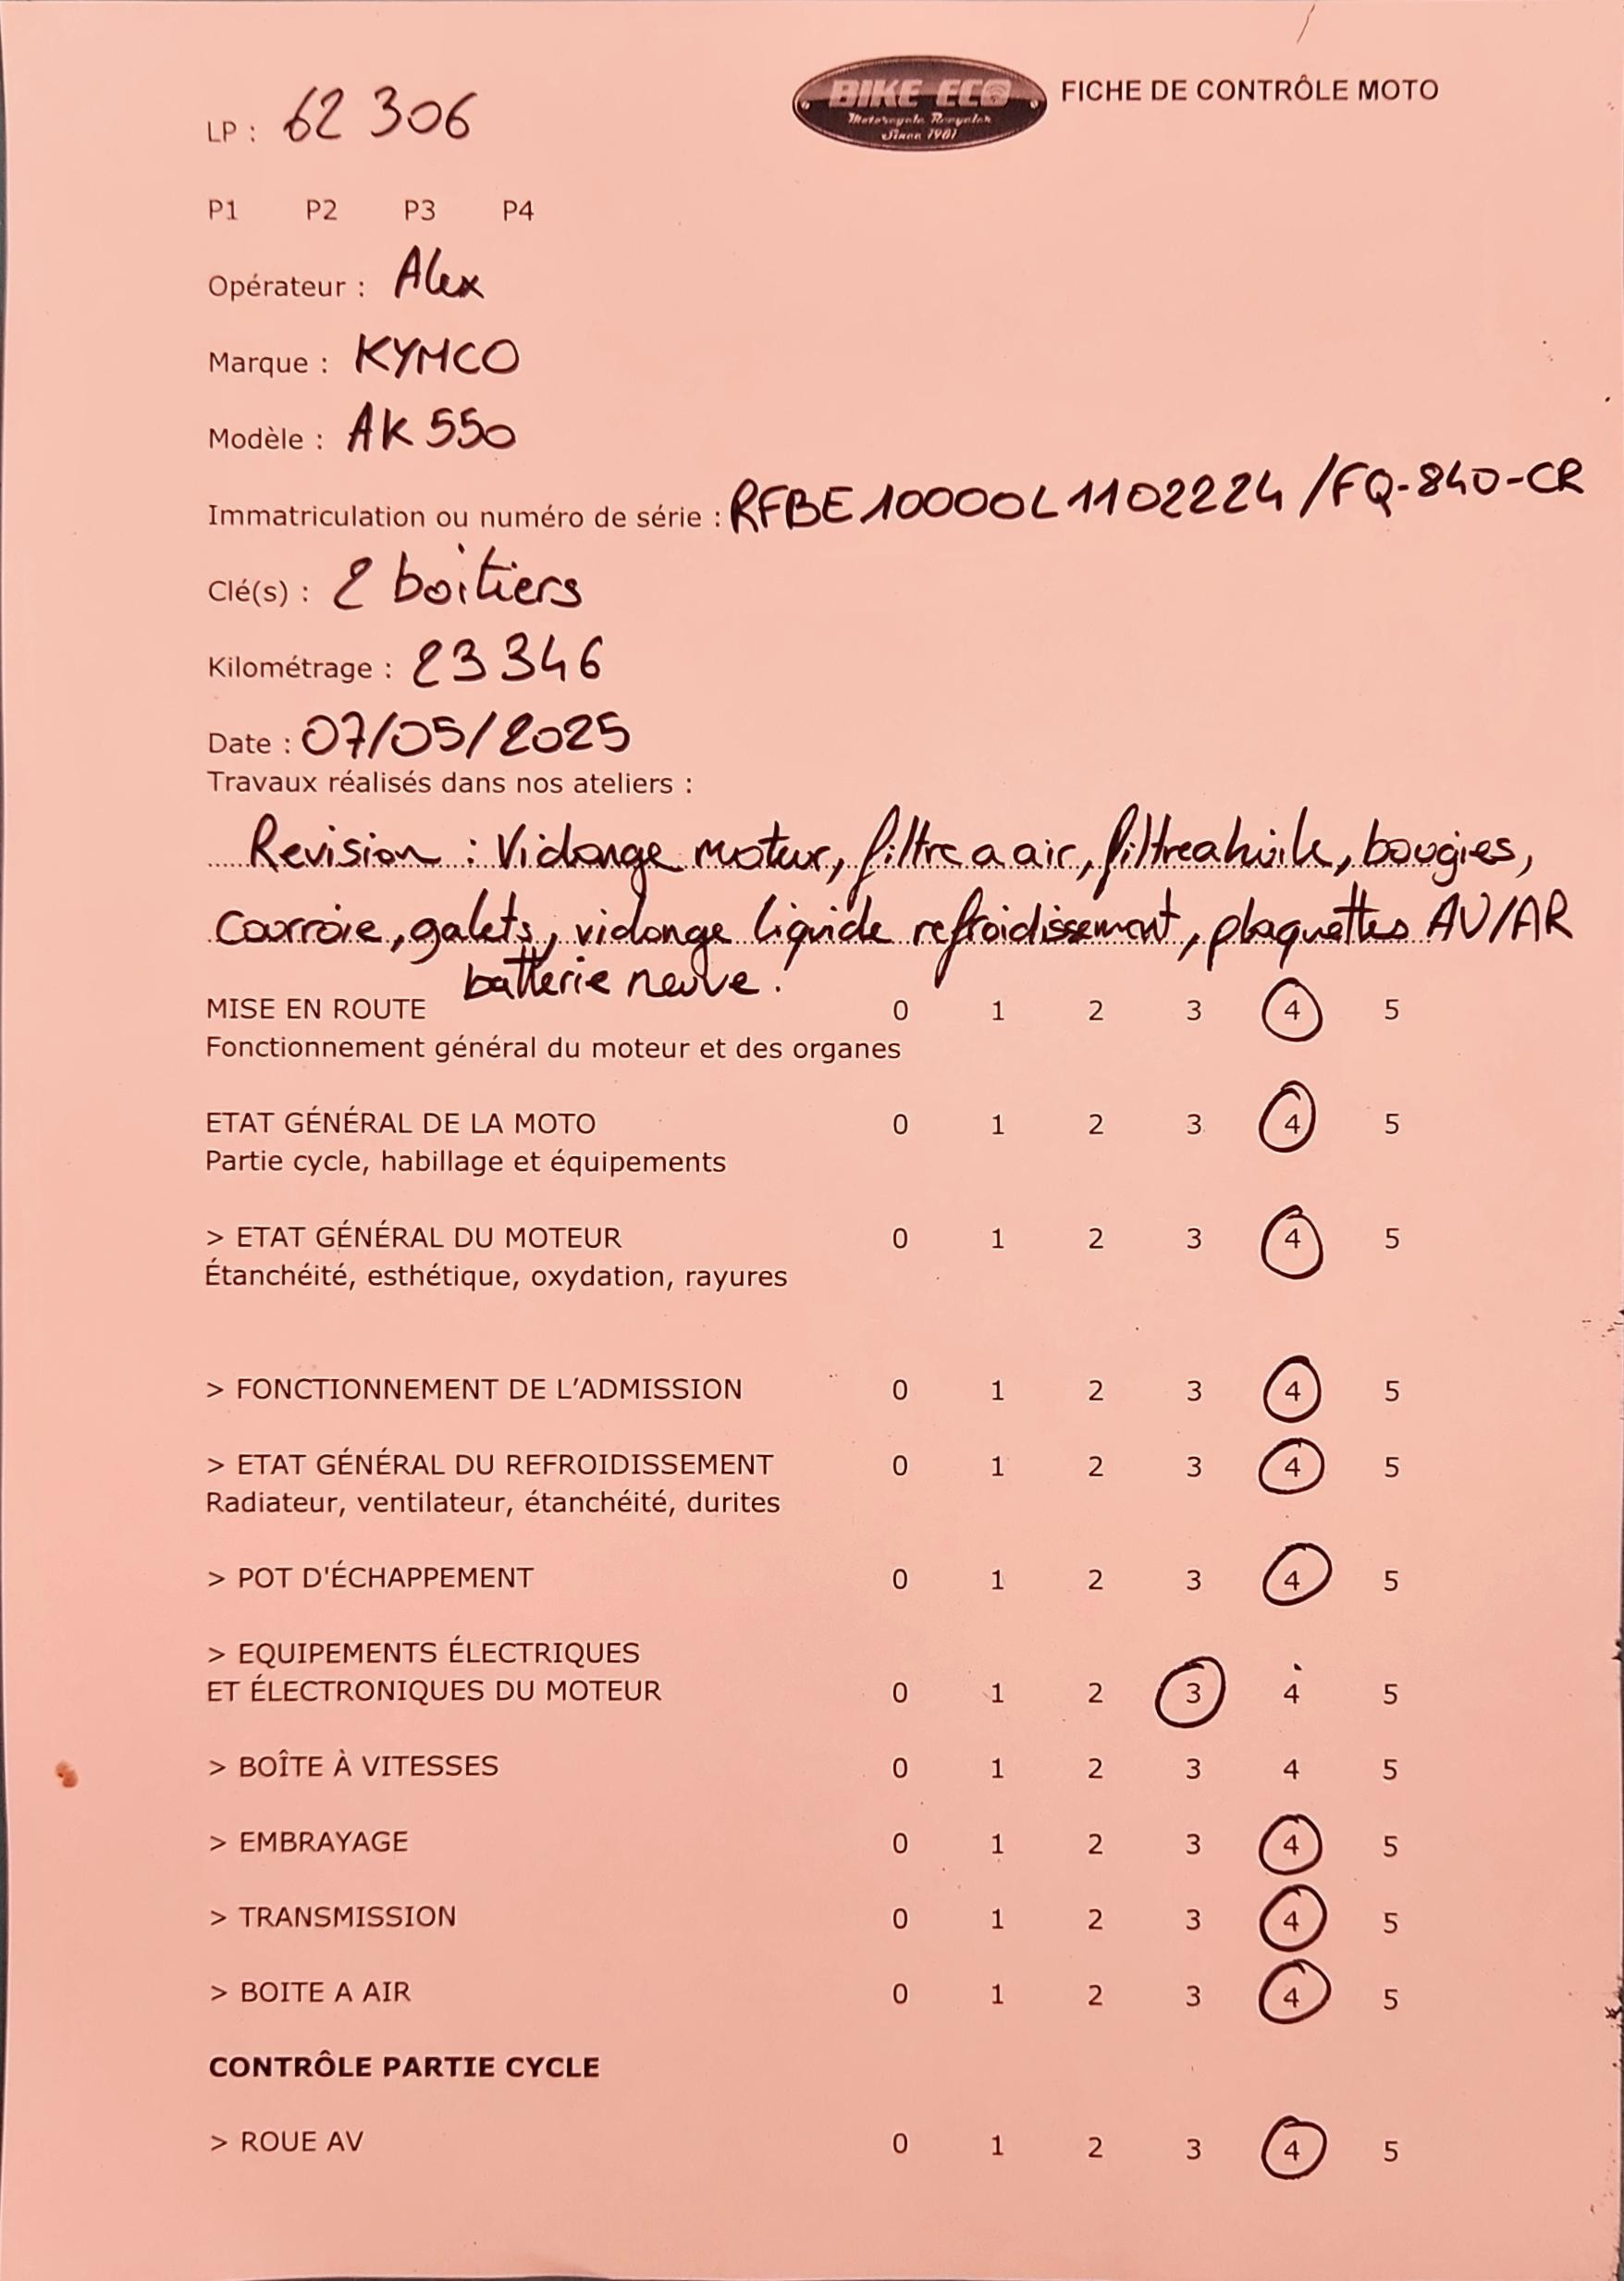 LP : 62 306
BIKE ECO
Motorcycle Recycler
Since 1981
FICHE DE CONTRÔLE MOTO
P1 P2 P3 P4
Opérateur : Alex
Marque : KYMCO
Modèle : AK 550
Immatriculation ou numéro de série : RFBE10000L1102224 /FQ-840-CR
Clé(s) : 2 boitiers
Kilométrage : 23 346
Date : 07/05/2025
Travaux réalisés dans nos ateliers :
Revision : Vidange moteur, filtre a air, filtre a huile, bougies,
Courroie, galets, vidange liquide refroidissement, plaquettes AV/AR
batterie neuve.
MISE EN ROUTE 0 1 2 3 4 5
Fonctionnement général du moteur et des organes
ETAT GÉNÉRAL DE LA MOTO 0 1 2 3 4 5
Partie cycle, habillage et équipements
> ETAT GÉNÉRAL DU MOTEUR 0 1 2 3 4 5
Étanchéité, esthétique, oxydation, rayures
> FONCTIONNEMENT DE L’ADMISSION 0 1 2 3 4 5
> ETAT GÉNÉRAL DU REFROIDISSEMENT 0 1 2 3 4 5
Radiateur, ventilateur, étanchéité, durites
> POT D'ÉCHAPPEMENT 0 1 2 3 4 5
> EQUIPEMENTS ÉLECTRIQUES
ET ÉLECTRONIQUES DU MOTEUR 0 1 2 3 4 5
> BOÎTE À VITESSES 0 1 2 3 4 5
> EMBRAYAGE 0 1 2 3 4 5
> TRANSMISSION 0 1 2 3 4 5
> BOITE A AIR 0 1 2 3 4 5
CONTRÔLE PARTIE CYCLE
> ROUE AV 0 1 2 3 4 5